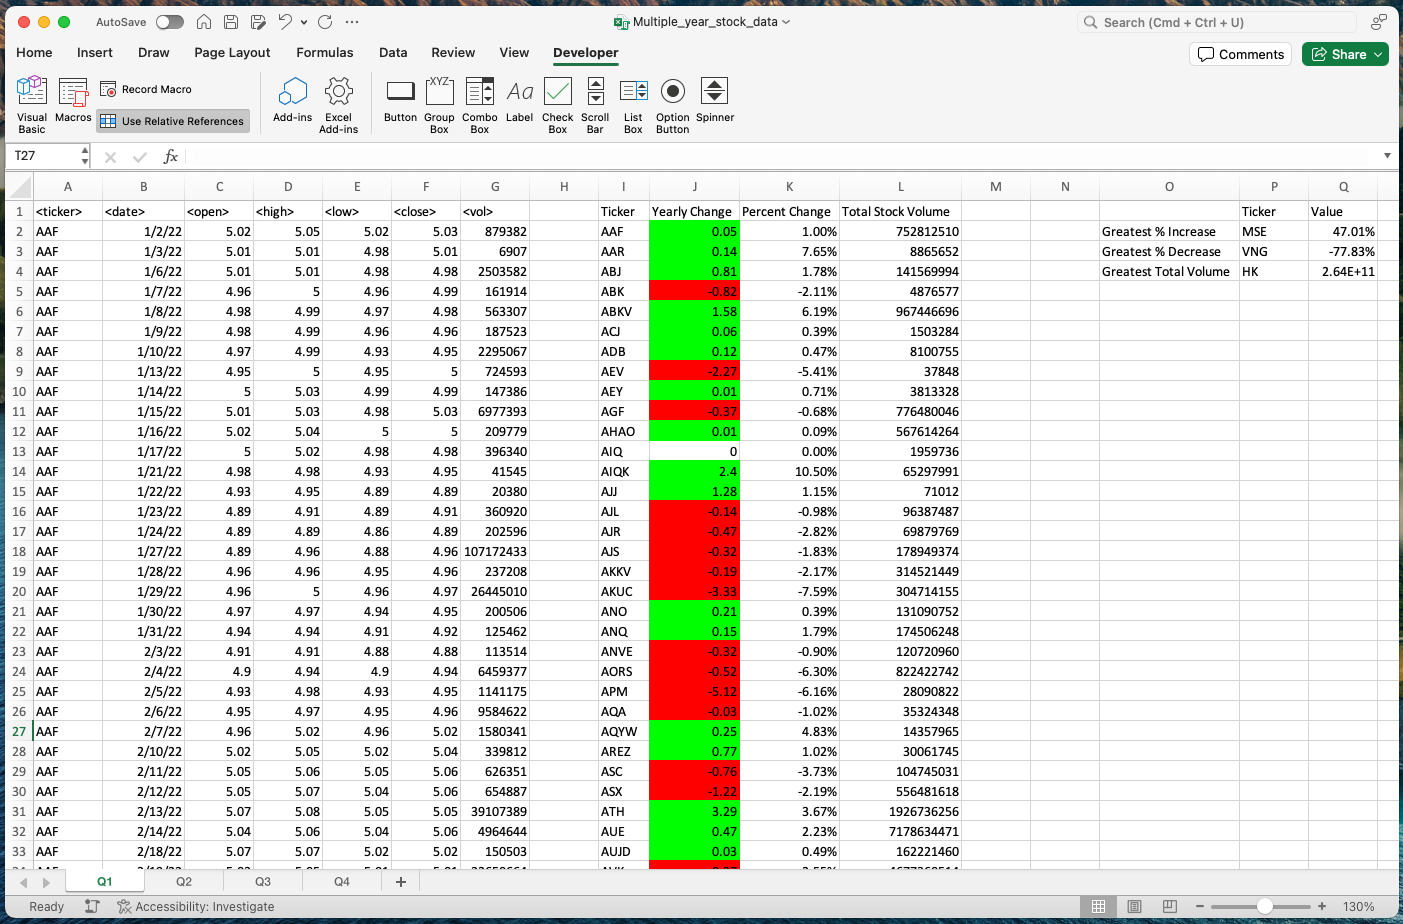 AutoSave ··· Multiple_year_stock_data Search (Cmd + Ctrl + U)
Home Insert Draw Page Layout Formulas Data Review View Developer Comments Share
Visual Basic Macros Record Macro Use Relative References Add-ins Excel Add-ins Button XYZ Group Box Combo Box Aa Label Check Box Scroll Bar List Box Option Button Spinner
T27 fx
A B C D E F G H I J K L M N O P Q
1 <ticker> <date> <open> <high> <low> <close> <vol> Ticker Yearly Change Percent Change Total Stock Volume Ticker Value
2 AAF 1/2/22 5.02 5.05 5.02 5.03 879382 AAF 0.05 1.00% 752812510 Greatest % Increase MSE 47.01%
3 AAF 1/3/22 5.01 5.01 4.98 5.01 6907 AAR 0.14 7.65% 8865652 Greatest % Decrease VNG -77.83%
4 AAF 1/6/22 5.01 5.01 4.98 4.98 2503582 ABJ 0.81 1.78% 141569994 Greatest Total Volume HK 2.64E+11
5 AAF 1/7/22 4.96 5 4.96 4.99 161914 ABK -0.82 -2.11% 4876577
6 AAF 1/8/22 4.98 4.99 4.97 4.98 563307 ABKV 1.58 6.19% 967446696
7 AAF 1/9/22 4.98 4.99 4.96 4.96 187523 ACJ 0.06 0.39% 1503284
8 AAF 1/10/22 4.97 4.99 4.93 4.95 2295067 ADB 0.12 0.47% 8100755
9 AAF 1/13/22 4.95 5 4.95 5 724593 AEV -2.27 -5.41% 37848
10 AAF 1/14/22 5 5.03 4.99 4.99 147386 AEY 0.01 0.71% 3813328
11 AAF 1/15/22 5.01 5.03 4.98 5.03 6977393 AGF -0.37 -0.68% 776480046
12 AAF 1/16/22 5.02 5.04 5 5 209779 AHAO 0.01 0.09% 567614264
13 AAF 1/17/22 5 5.02 4.98 4.98 396340 AIQ 0 0.00% 1959736
14 AAF 1/21/22 4.98 4.98 4.93 4.95 41545 AIQK 2.4 10.50% 65297991
15 AAF 1/22/22 4.93 4.95 4.89 4.89 20380 AJJ 1.28 1.15% 71012
16 AAF 1/23/22 4.89 4.91 4.89 4.91 360920 AJL -0.14 -0.98% 96387487
17 AAF 1/24/22 4.89 4.89 4.86 4.89 202596 AJR -0.47 -2.82% 69879769
18 AAF 1/27/22 4.89 4.96 4.88 4.96 107172433 AJS -0.32 -1.83% 178949374
19 AAF 1/28/22 4.96 4.96 4.95 4.96 237208 AKKV -0.19 -2.17% 314521449
20 AAF 1/29/22 4.96 5 4.96 4.97 26445010 AKUC -3.33 -7.59% 304714155
21 AAF 1/30/22 4.97 4.97 4.94 4.95 200506 ANO 0.21 0.39% 131090752
22 AAF 1/31/22 4.94 4.94 4.91 4.92 125462 ANQ 0.15 1.79% 174506248
23 AAF 2/3/22 4.91 4.91 4.88 4.88 113514 ANVE -0.32 -0.90% 120720960
24 AAF 2/4/22 4.9 4.94 4.9 4.94 6459377 AORS -0.52 -6.30% 822422742
25 AAF 2/5/22 4.93 4.98 4.93 4.95 1141175 APM -5.12 -6.16% 28090822
26 AAF 2/6/22 4.95 4.97 4.95 4.96 9584622 AQA -0.03 -1.02% 35324348
27 AAF 2/7/22 4.96 5.02 4.96 5.02 1580341 AQYW 0.25 4.83% 14357965
28 AAF 2/10/22 5.02 5.05 5.02 5.04 339812 AREZ 0.77 1.02% 30061745
29 AAF 2/11/22 5.05 5.06 5.05 5.06 626351 ASC -0.76 -3.73% 104745031
30 AAF 2/12/22 5.05 5.07 5.04 5.06 654887 ASX -1.22 -2.19% 556481618
31 AAF 2/13/22 5.07 5.08 5.05 5.05 39107389 ATH 3.29 3.67% 1926736256
32 AAF 2/14/22 5.04 5.06 5.04 5.06 4964644 AUE 0.47 2.23% 7178634471
33 AAF 2/18/22 5.07 5.07 5.02 5.02 150503 AUJD 0.03 0.49% 162221460
Q1 Q2 Q3 Q4 +
Ready Accessibility: Investigate 130%